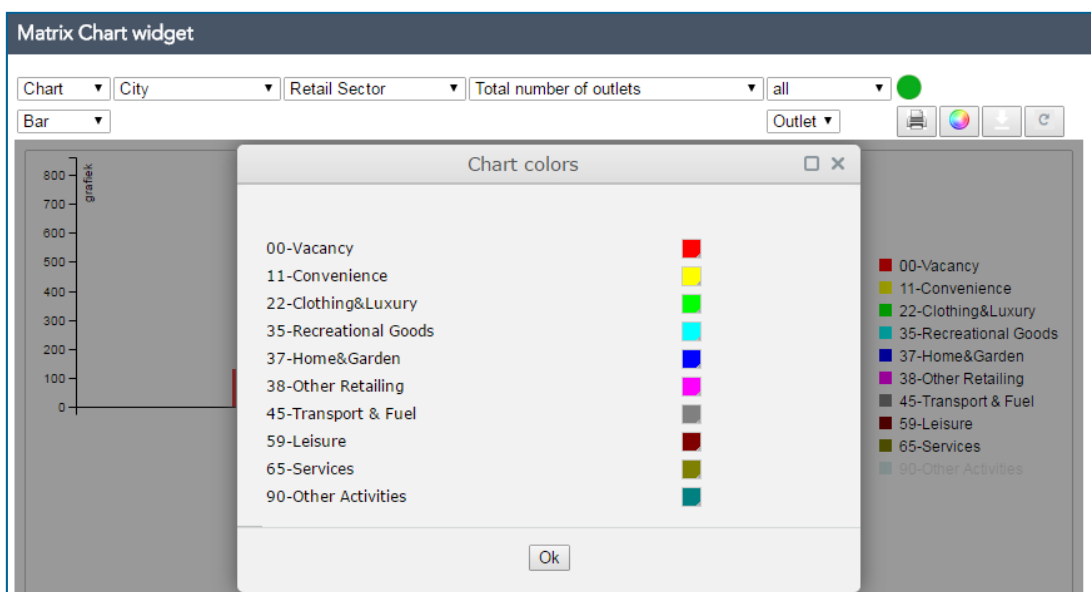 Matrix Chart widget
Chart City Retail Sector Total number of outlets all
Bar Outlet
Chart colors
800
700
600
500
400
300
200
100
0
grafiek
00-Vacancy
11-Convenience
22-Clothing&Luxury
35-Recreational Goods
37-Home&Garden
38-Other Retailing
45-Transport & Fuel
59-Leisure
65-Services
90-Other Activities
Ok
00-Vacancy
11-Convenience
22-Clothing&Luxury
35-Recreational Goods
37-Home&Garden
38-Other Retailing
45-Transport & Fuel
59-Leisure
65-Services
90-Other Activities